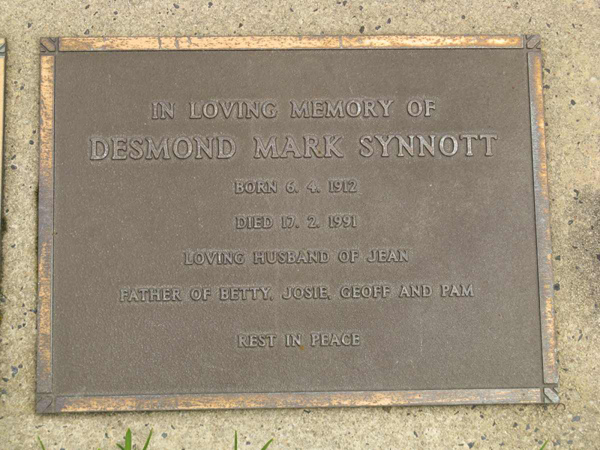 IN LOVING MEMORY OF
DESMOND MARK SYNNOTT
BORN 6. 4. 1912
DIED 17. 2. 1991
LOVING HUSBAND OF JEAN
FATHER OF BETTY, JOSIE, GEOFF AND PAM
REST IN PEACE